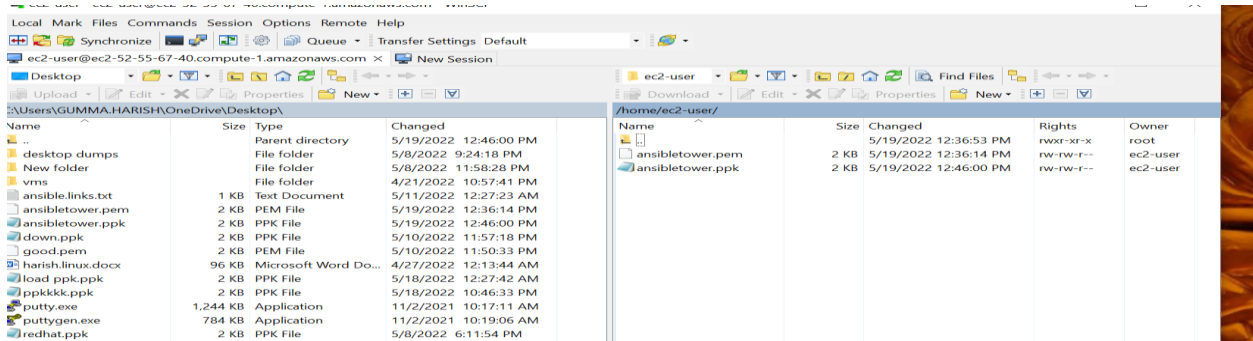 Local Mark Files Commands Session Options Remote Help
Synchronize Queue Transfer Settings Default
ec2-user@ec2-52-55-67-40.compute-1.amazonaws.com × New Session
Desktop
Upload Edit Properties New
:\Users\GUMMA.HARISH\OneDrive\Desktop\
Name Size Type Changed
.. Parent directory 5/19/2022 12:46:00 PM
desktop dumps File folder 5/8/2022 9:24:18 PM
New folder File folder 5/8/2022 11:58:28 PM
vms File folder 4/21/2022 10:57:41 PM
ansible.links.txt 1 KB Text Document 5/11/2022 12:27:23 AM
ansibletower.pem 2 KB PEM File 5/19/2022 12:36:14 PM
ansibletower.ppk 2 KB PPK File 5/19/2022 12:46:00 PM
down.ppk 2 KB PPK File 5/10/2022 11:57:18 PM
good.pem 2 KB PEM File 5/10/2022 11:50:33 PM
harish.linux.docx 96 KB Microsoft Word Do... 4/27/2022 12:13:44 AM
load ppk.ppk 2 KB PPK File 5/18/2022 12:27:42 AM
ppkkkk.ppk 2 KB PPK File 5/18/2022 10:46:33 PM
putty.exe 1,244 KB Application 11/2/2021 10:17:11 AM
puttygen.exe 784 KB Application 11/2/2021 10:19:06 AM
redhat.ppk 2 KB PPK File 5/8/2022 6:11:54 PM
ec2-user Find Files
Download Edit Properties New
/home/ec2-user/
Name Size Changed Rights Owner
.. 5/19/2022 12:36:53 PM rwxr-xr-x root
ansibletower.pem 2 KB 5/19/2022 12:36:14 PM rw-rw-r-- ec2-user
ansibletower.ppk 2 KB 5/19/2022 12:46:00 PM rw-rw-r-- ec2-user